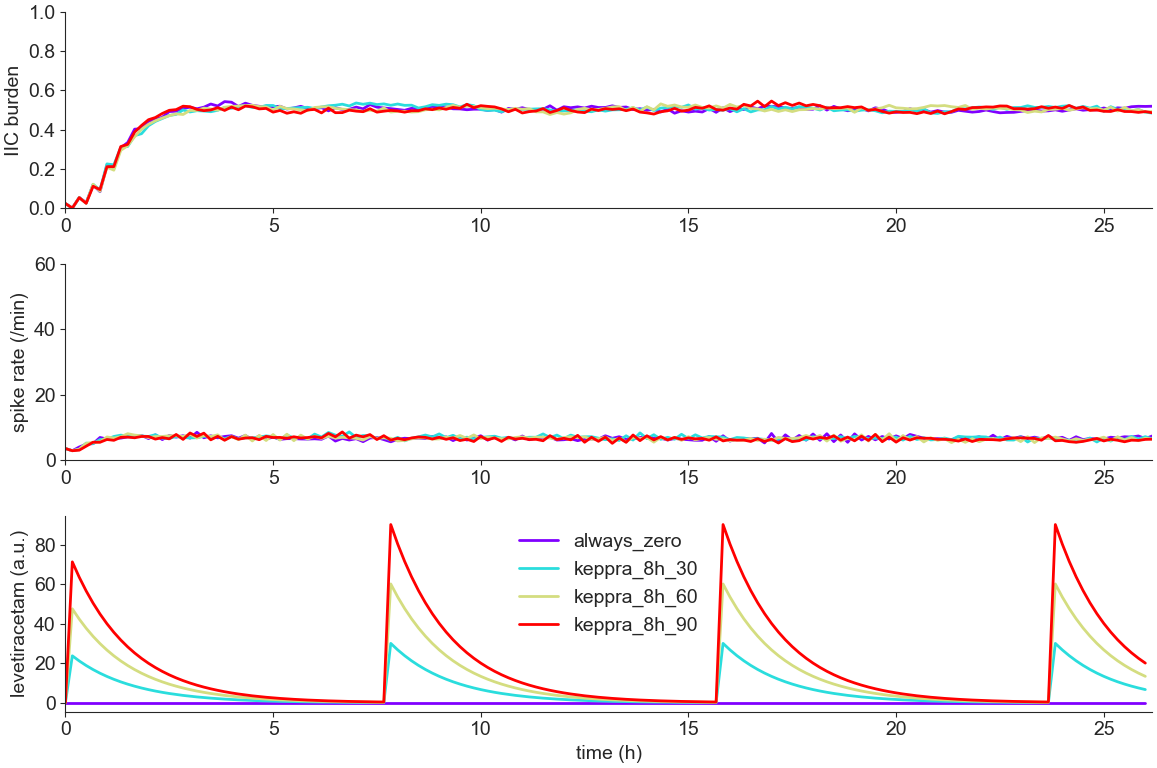 IIC burden
1.0
0.8
0.6
0.4
0.2
0.0
0 5 10 15 20 25
spike rate (/min)
60
40
20
0
0 5 10 15 20 25
levetiracetam (a.u.)
80
60
40
20
0
always_zero
keppra_8h_30
keppra_8h_60
keppra_8h_90
0 5 10 15 20 25
time (h)